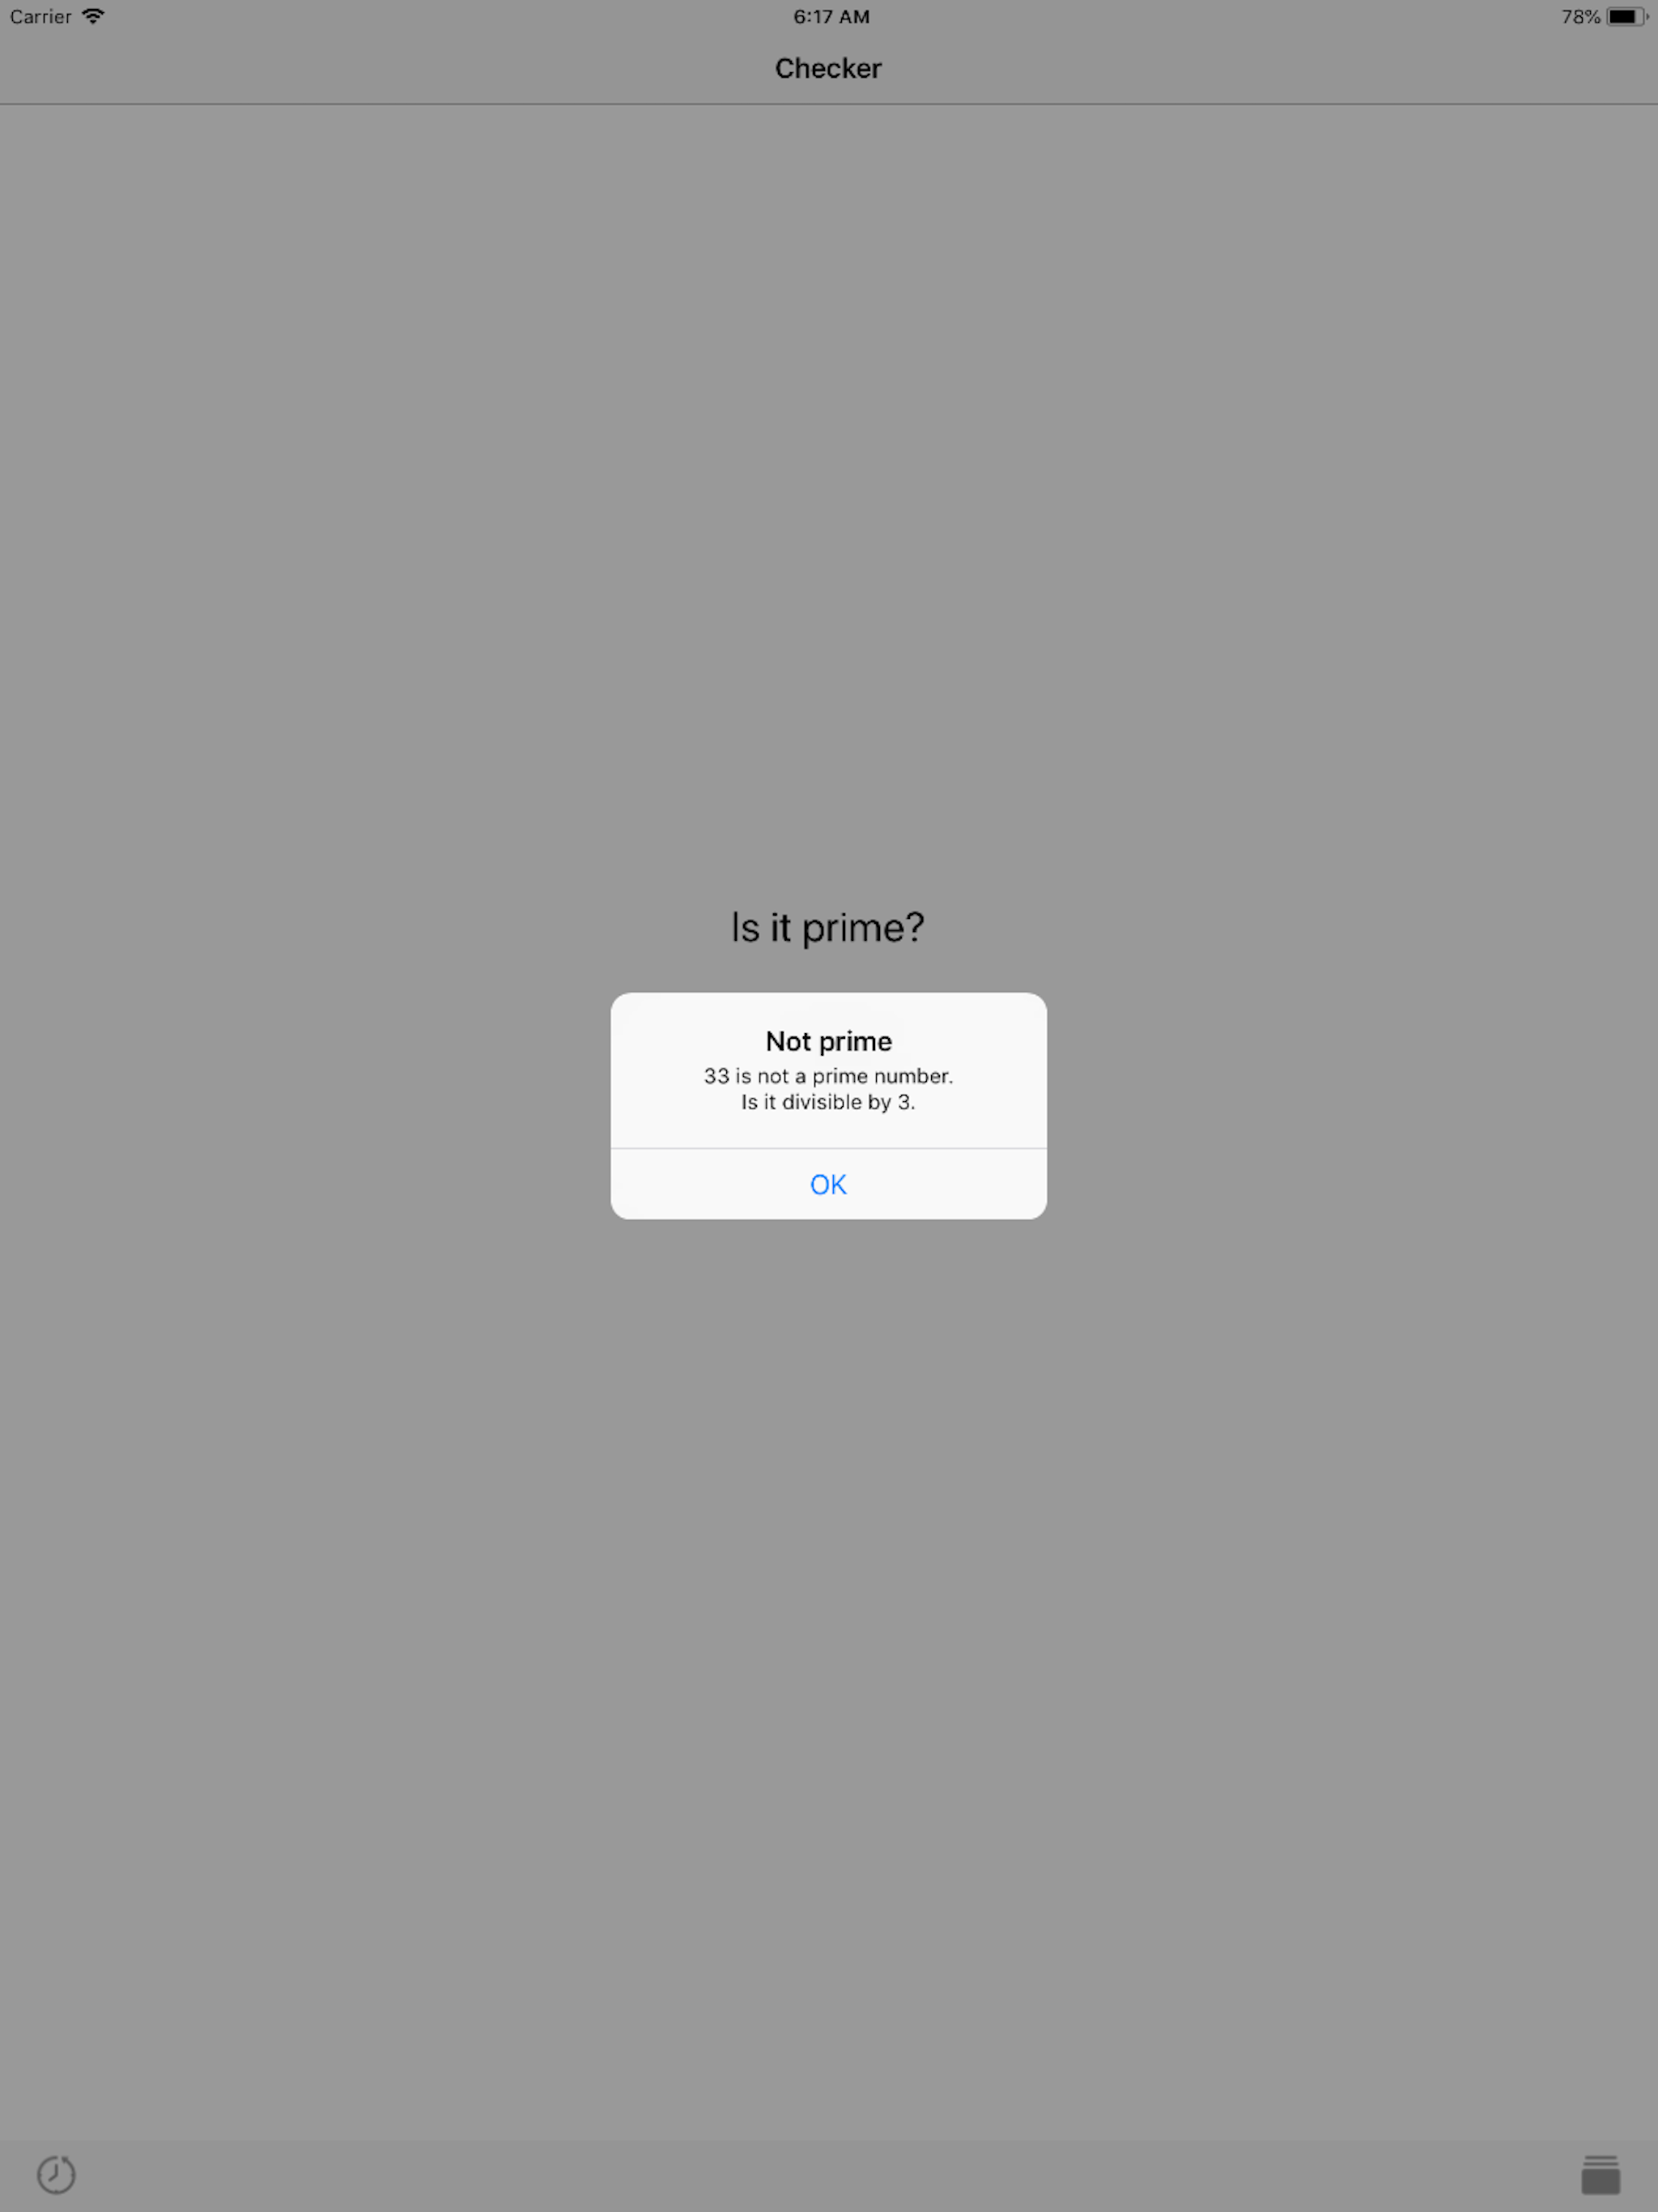 Carrier 6:17 AM 78%
Checker
Is it prime?
Not prime
33 is not a prime number.
Is it divisible by 3.
OK